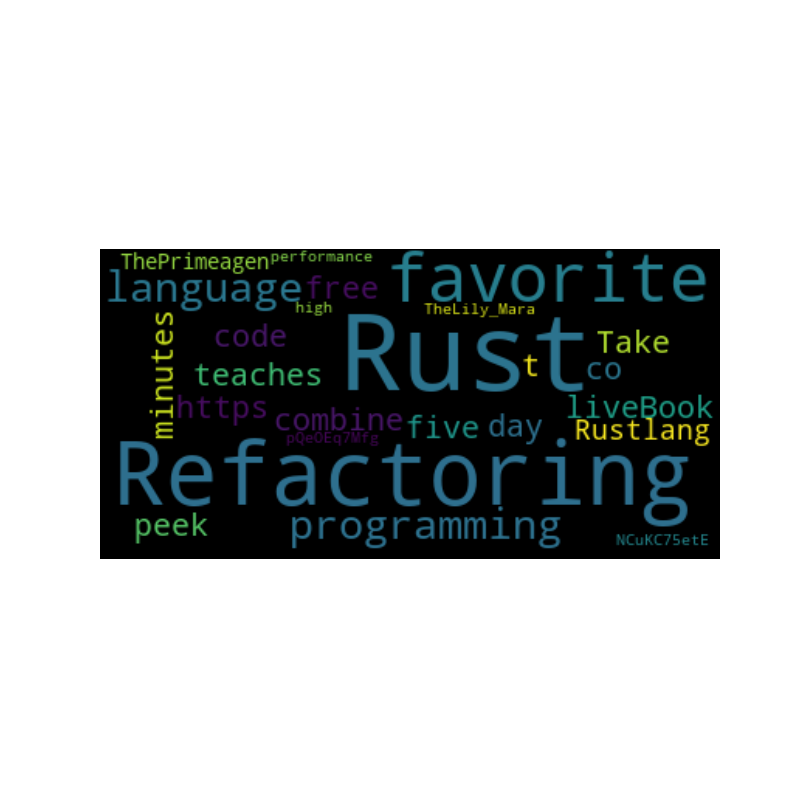 ThePrimeagen performance
language free favorite
high TheLily_Mara
minutes
code Rust t Take
teaches co
https combine five day liveBook
pQeOEq7Mfg Rustlang
Refactoring
peek programming NCuKC75etE